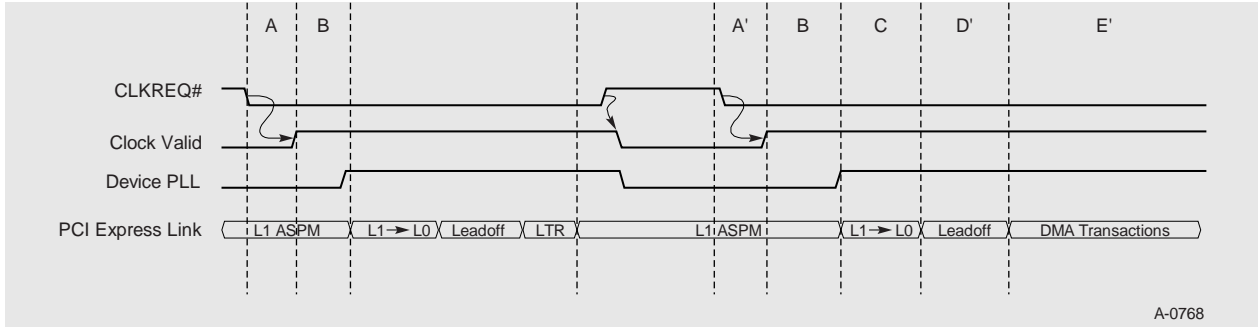 A B A' B C D' E'
CLKREQ#
Clock Valid
Device PLL
PCI Express Link L1 ASPM L1→L0 Leadoff LTR L1 ASPM L1→L0 Leadoff DMA Transactions
A-0768